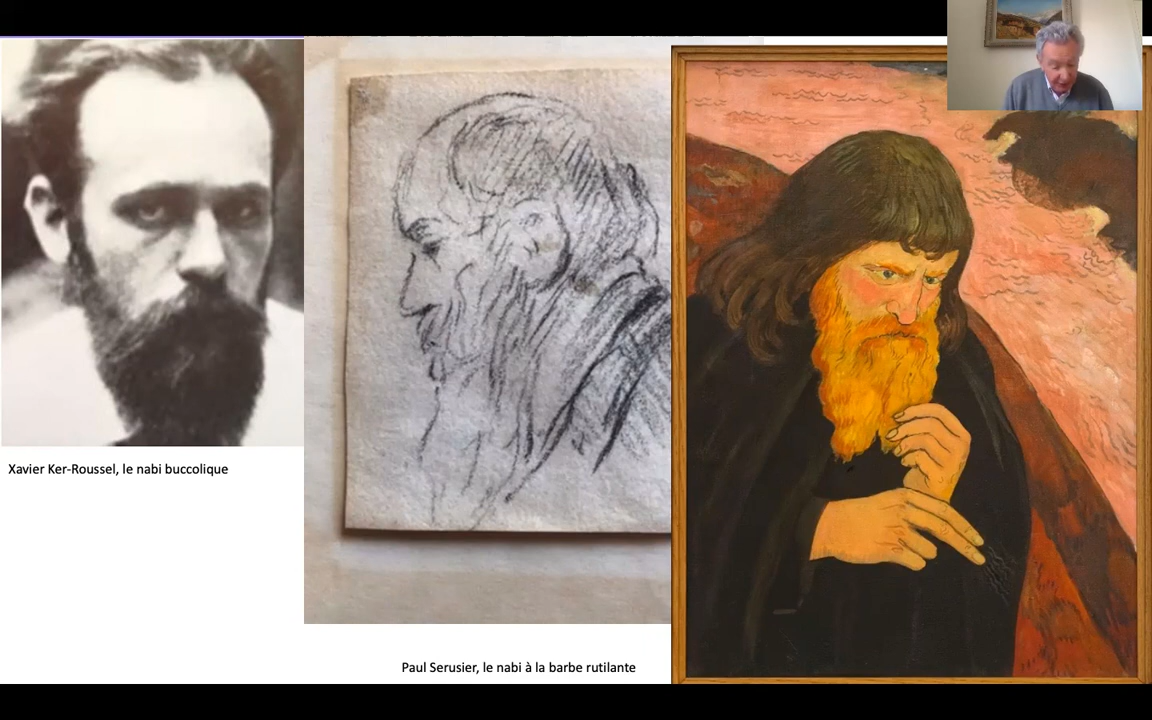 Xavier Ker-Roussel, le nabi buccolique
Paul Serusier, le nabi à la barbe rutilante